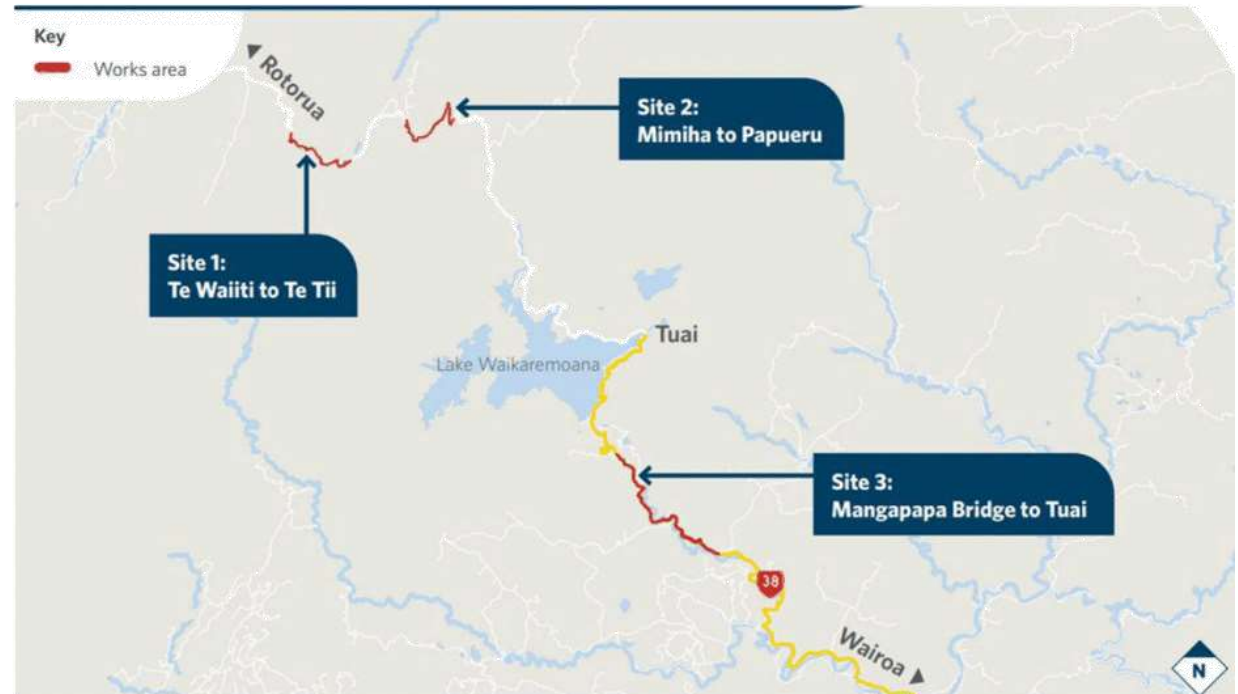 Key
Works area
◀ Rotorua
Site 2:
Mimiha to Papueru
Site 1:
Te Waiiti to Te Tii
Tuai
Lake Waikaremoana
Site 3:
Mangapapa Bridge to Tuai
38
Wairoa ▶
N